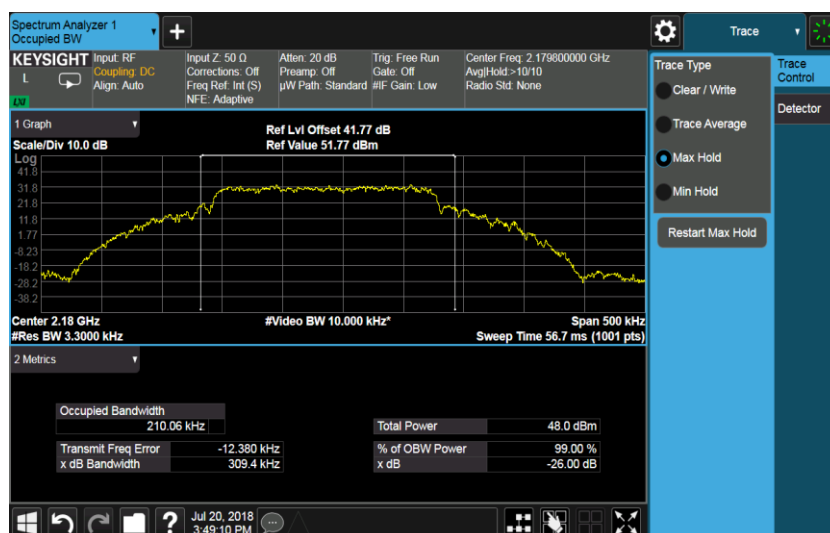 Spectrum Analyzer 1
Occupied BW
+
Trace
KEYSIGHT
L
LXI
Input: RF
Coupling: DC
Align: Auto
Input Z: 50 Ω
Corrections: Off
Freq Ref: Int (S)
NFE: Adaptive
Atten: 20 dB
Preamp: Off
µW Path: Standard
Trig: Free Run
Gate: Off
#IF Gain: Low
Center Freq: 2.179800000 GHz
Avg|Hold:>10/10
Radio Std: None
1 Graph
Scale/Div 10.0 dB
Ref Lvl Offset 41.77 dB
Ref Value 51.77 dBm
Log
41.8
31.8
21.8
11.8
1.77
-8.23
-18.2
-28.2
-38.2
Center 2.18 GHz
#Video BW 10.000 kHz*
Span 500 kHz
#Res BW 3.3000 kHz
Sweep Time 56.7 ms (1001 pts)
2 Metrics
Occupied Bandwidth
210.06 kHz
Total Power 48.0 dBm
Transmit Freq Error -12.380 kHz
% of OBW Power 99.00 %
x dB Bandwidth 309.4 kHz
x dB -26.00 dB
?
Jul 20, 2018
3:49:10 PM
Trace Type
Clear / Write
Trace Average
Max Hold
Min Hold
Restart Max Hold
Trace
Control
Detector